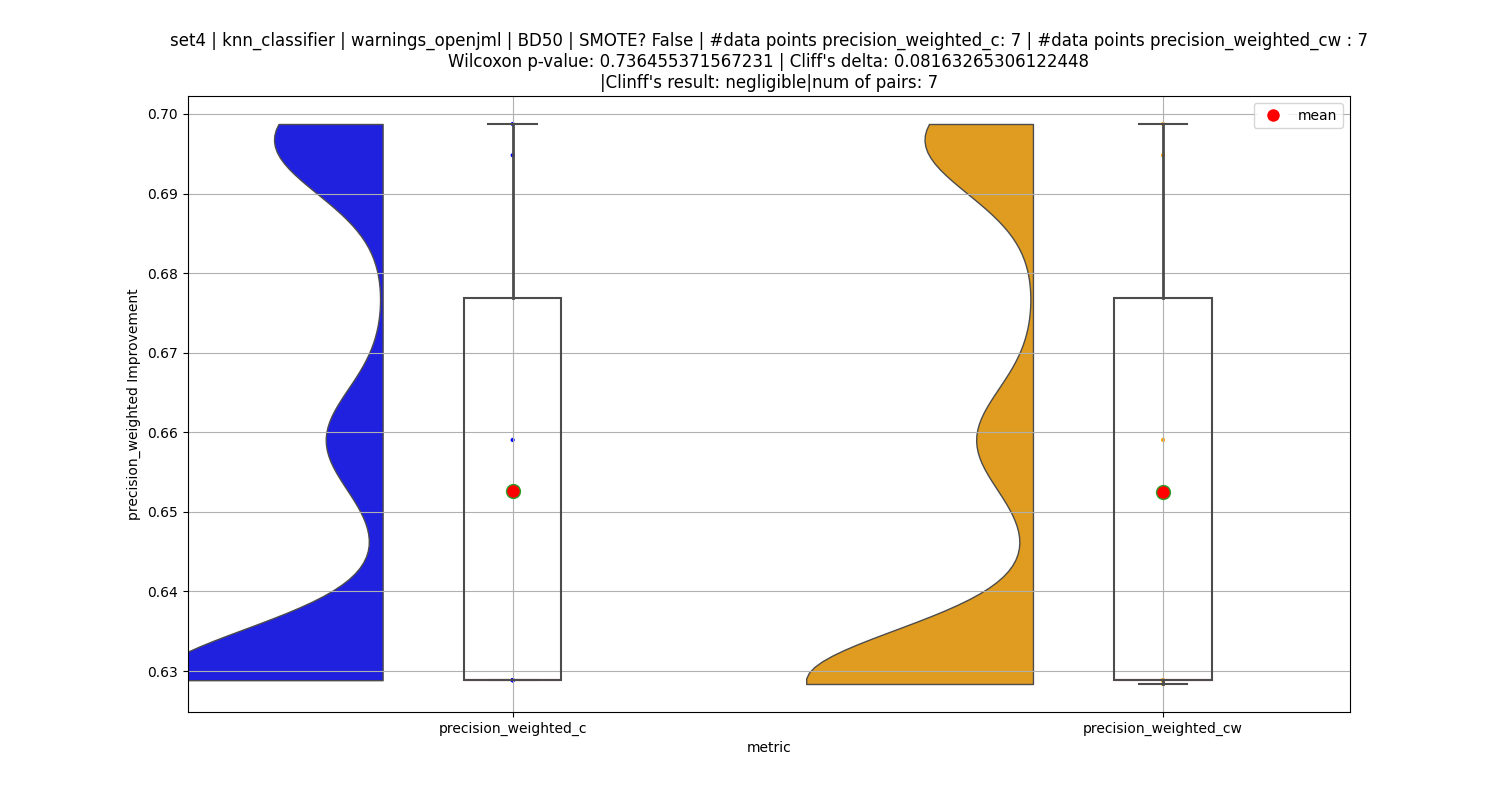 set4 | knn_classifier | warnings_openjml | BD50 | SMOTE? False | #data points precision_weighted_c: 7 | #data points precision_weighted_cw : 7
Wilcoxon p-value: 0.736455371567231 | Cliff's delta: 0.08163265306122448
|Clinff's result: negligible|num of pairs: 7
mean
0.70
0.69
0.68
0.67
0.66
0.65
0.64
0.63
precision_weighted Improvement
precision_weighted_c
precision_weighted_cw
metric